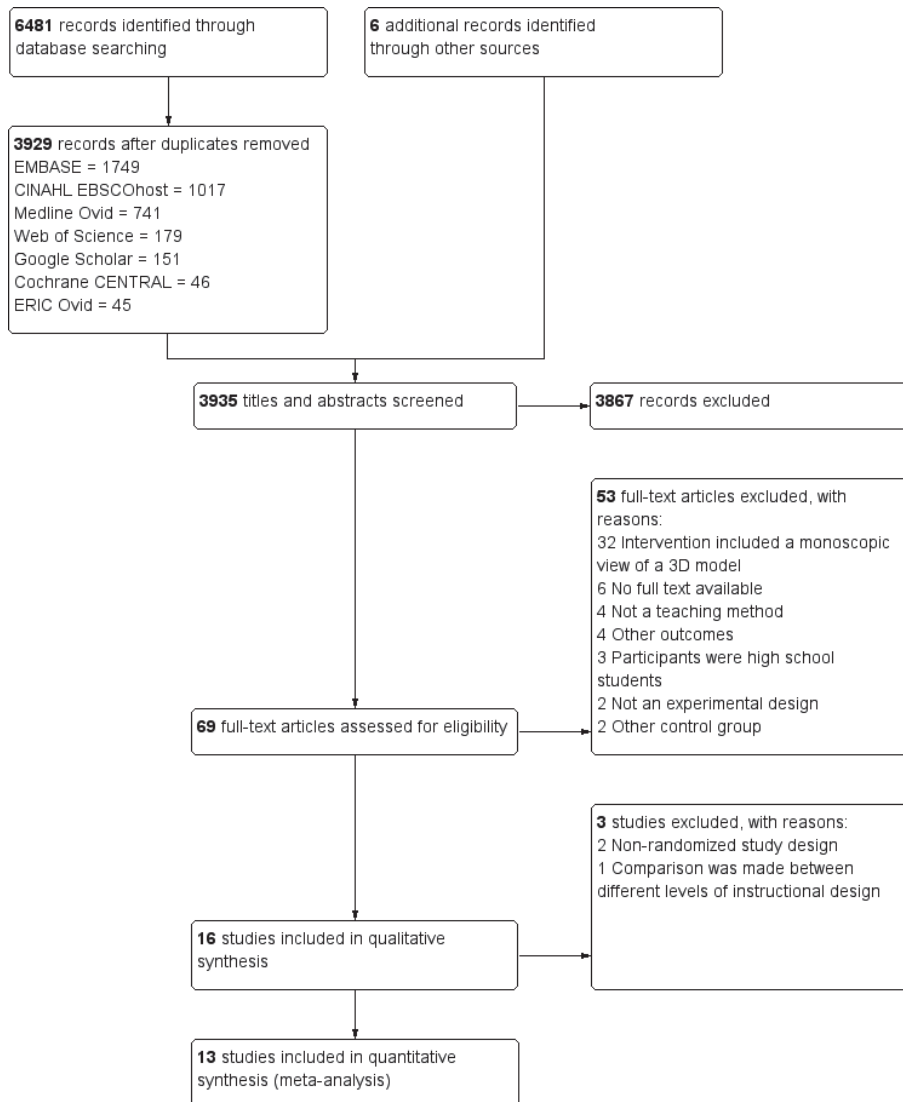 6481 records identified through
database searching
6 additional records identified
through other sources
3929 records after duplicates removed
EMBASE = 1749
CINAHL EBSCOhost = 1017
Medline Ovid = 741
Web of Science = 179
Google Scholar = 151
Cochrane CENTRAL = 46
ERIC Ovid = 45
3935 titles and abstracts screened
3867 records excluded
53 full-text articles excluded, with
reasons:
32 Intervention included a monoscopic
view of a 3D model
6 No full text available
4 Not a teaching method
4 Other outcomes
3 Participants were high school
students
2 Not an experimental design
2 Other control group
69 full-text articles assessed for eligibility
3 studies excluded, with reasons:
2 Non-randomized study design
1 Comparison was made between
different levels of instructional design
16 studies included in qualitative
synthesis
13 studies included in quantitative
synthesis (meta-analysis)